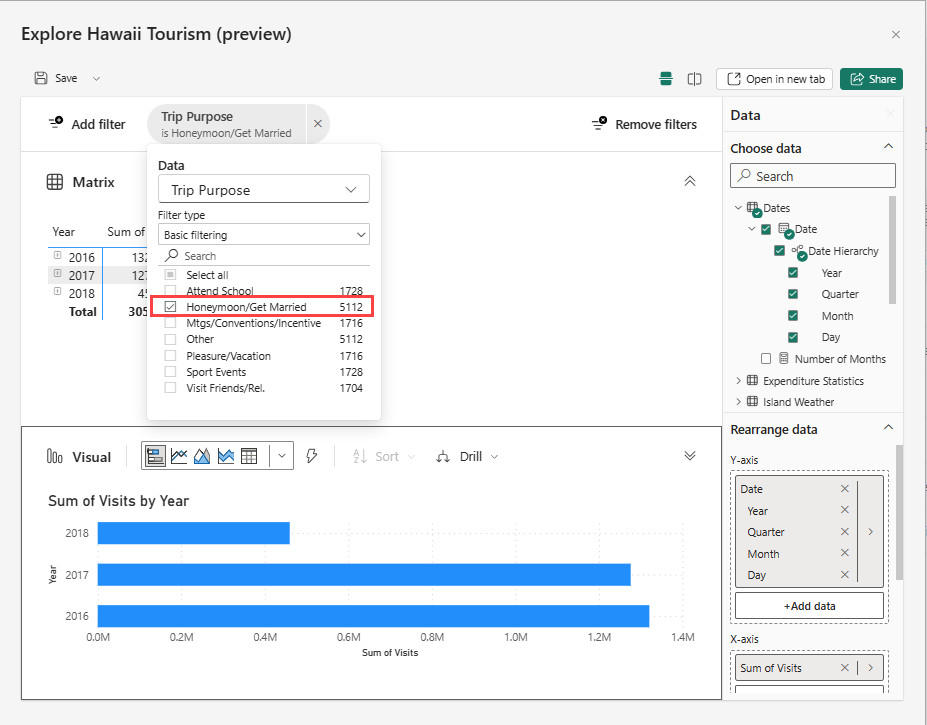 Explore Hawaii Tourism (preview)
Save
Open in new tab
Share
Add filter
Trip Purpose
is Honeymoon/Get Married
Remove filters
Matrix
Year Sum of
2016 132
2017 127
2018 45
Total 305
Data
Trip Purpose
Filter type
Basic filtering
Search
Select all
Attend School 1728
Honeymoon/Get Married 5112
Mtgs/Conventions/Incentive 1716
Other 5112
Pleasure/Vacation 1716
Sport Events 1728
Visit Friends/Rel. 1704
Visual
Sort
Drill
Sum of Visits by Year
Year
2018
2017
2016
0.0M 0.2M 0.4M 0.6M 0.8M 1.0M 1.2M 1.4M
Sum of Visits
Data
Choose data
Search
Dates
Date
Date Hierarchy
Year
Quarter
Month
Day
Number of Months
Expenditure Statistics
Island Weather
Rearrange data
Y-axis
Date
Year
Quarter
Month
Day
+Add data
X-axis
Sum of Visits